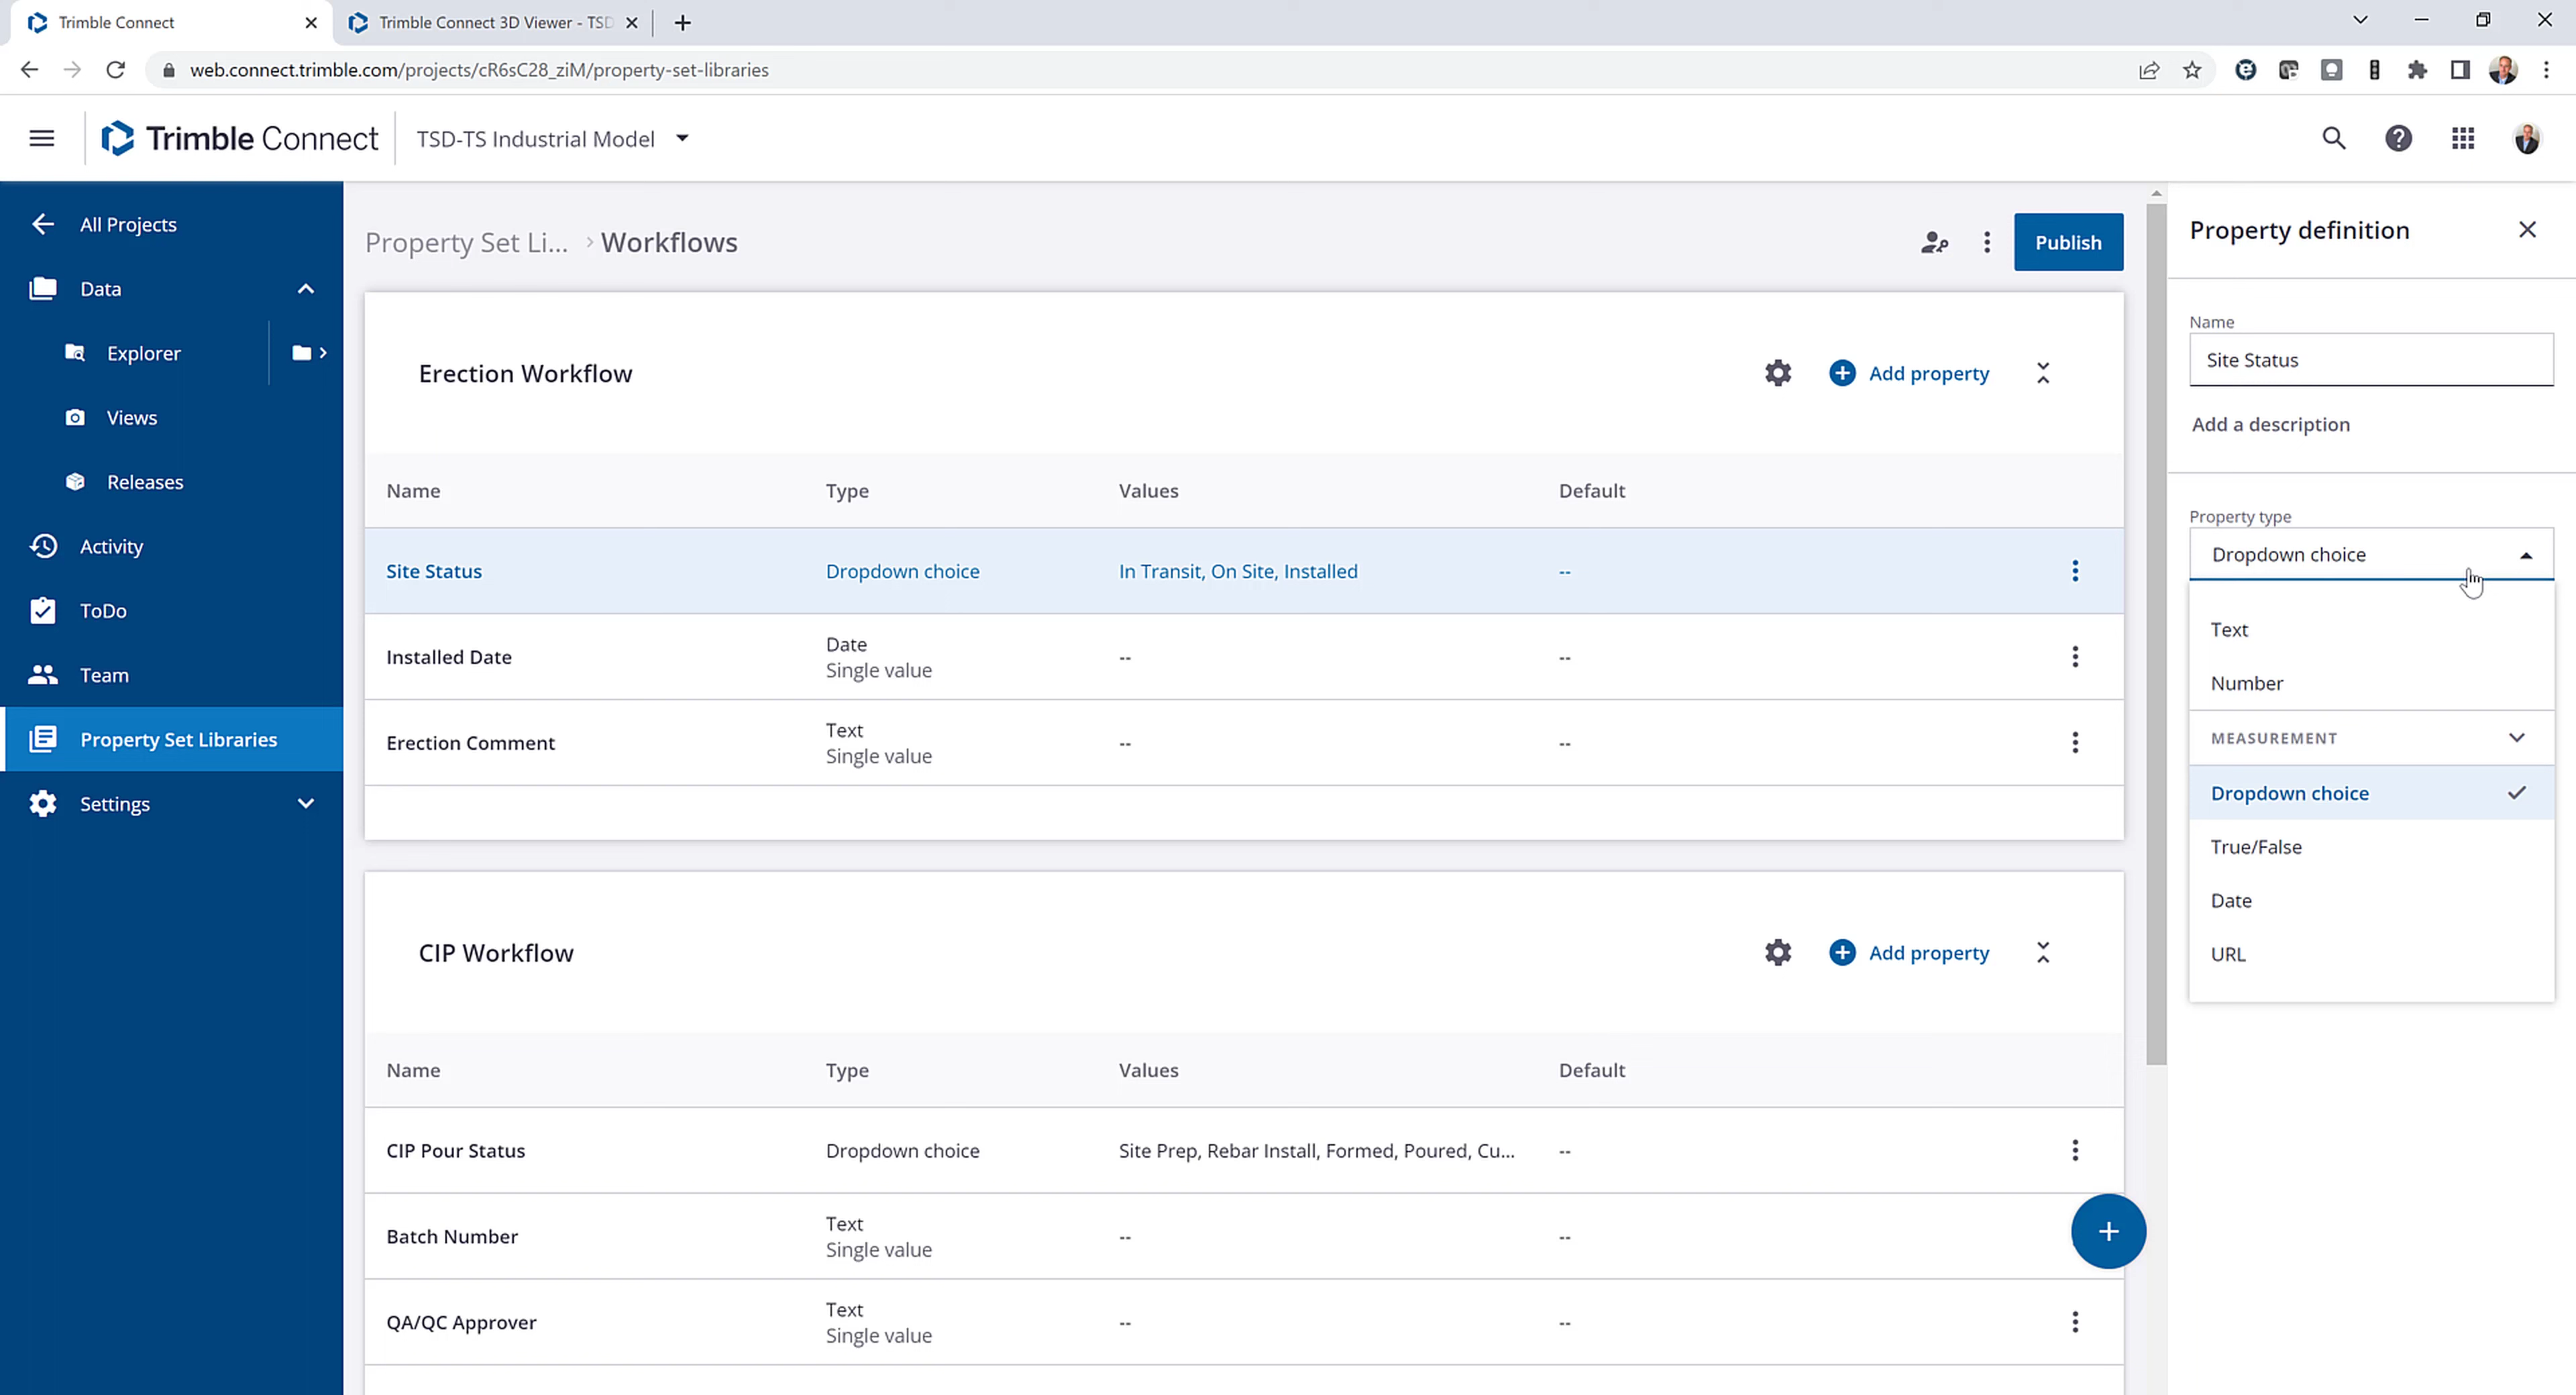 Trimble Connect
Trimble Connect 3D Viewer - TSD
web.connect.trimble.com/projects/cR6sC28_ziM/property-set-libraries
Trimble Connect
TSD-TS Industrial Model
All Projects
Data
Explorer
Views
Releases
Activity
ToDo
Team
Property Set Libraries
Settings
Property Set Li... › Workflows
Publish
Erection Workflow
Add property
Name Type Values Default
Site Status Dropdown choice In Transit, On Site, Installed --
Installed Date Date Single value -- --
Erection Comment Text Single value -- --
CIP Workflow
Add property
Name Type Values Default
CIP Pour Status Dropdown choice Site Prep, Rebar Install, Formed, Poured, Cu... --
Batch Number Text Single value -- --
QA/QC Approver Text Single value -- --
Property definition
Name
Site Status
Add a description
Property type
Dropdown choice
Text
Number
MEASUREMENT
Dropdown choice
True/False
Date
URL